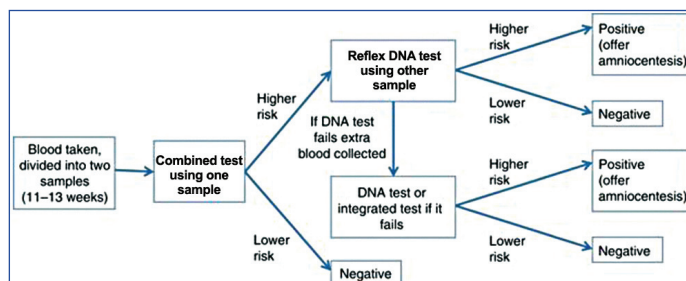 Blood taken,
divided into two
samples
(11–13 weeks)
Combined test
using one
sample
Higher
risk
Lower
risk
Negative
Reflex DNA test
using other
sample
If DNA test
fails extra
blood collected
DNA test or
integrated test if it
fails
Higher
risk
Positive
(offer
amniocentesis)
Lower
risk
Negative
Higher
risk
Positive
(offer
amniocentesis)
Lower
risk
Negative